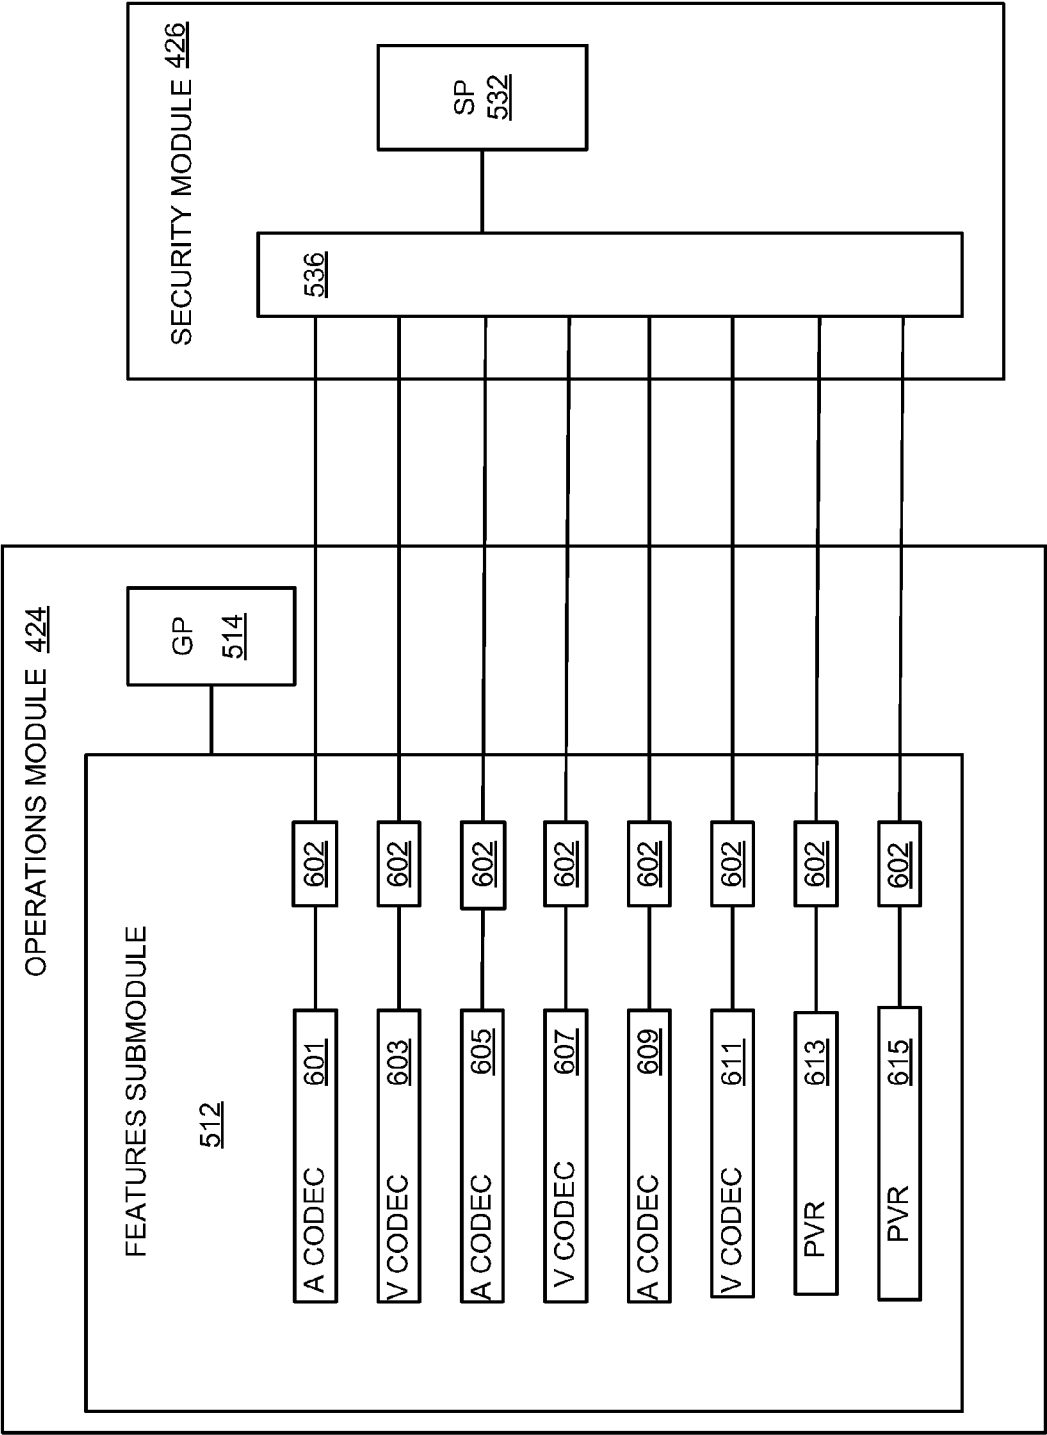 OPERATIONS MODULE 424
FEATURES SUBMODULE
512
GP
514
A CODEC 601
602
V CODEC 603
602
A CODEC 605
602
V CODEC 607
602
A CODEC 609
602
V CODEC 611
602
PVR 613
602
PVR 615
602
SECURITY MODULE 426
SP
532
536